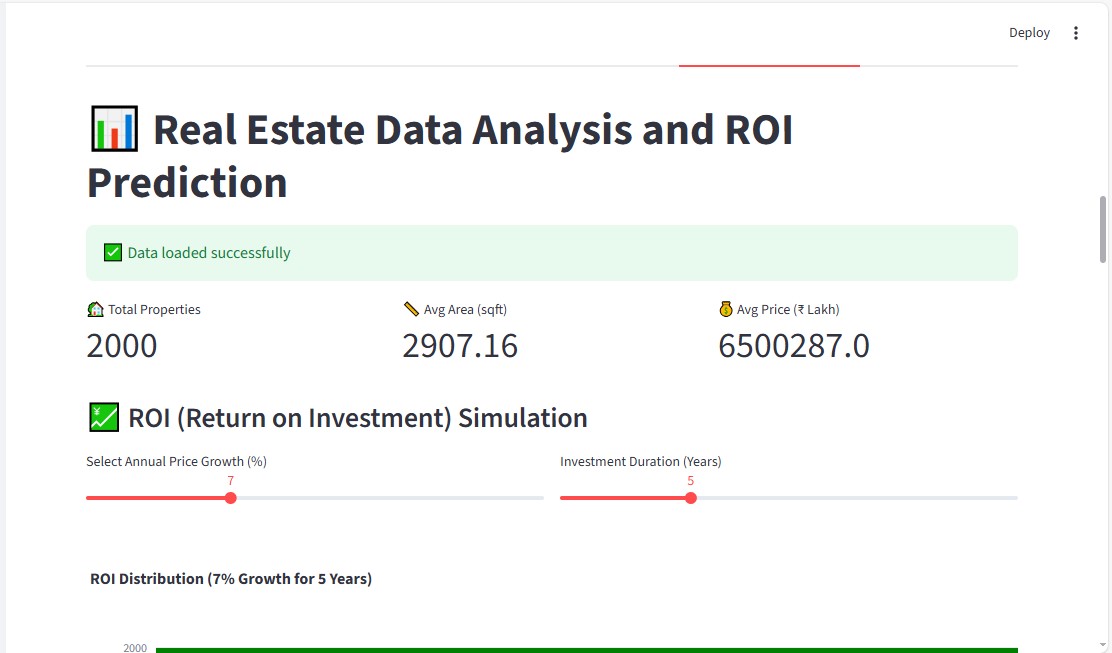 Deploy
Real Estate Data Analysis and ROI
Prediction
Data loaded successfully
Total Properties
Avg Area (sqft)
Avg Price (₹ Lakh)
2000
2907.16
6500287.0
ROI (Return on Investment) Simulation
Select Annual Price Growth (%)
Investment Duration (Years)
7
5
ROI Distribution (7% Growth for 5 Years)
2000